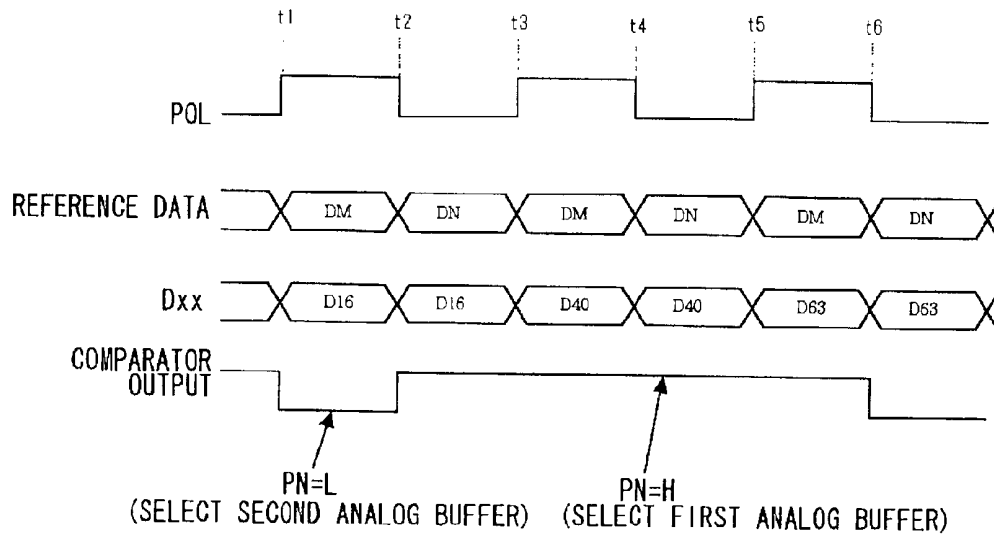 t1 t2 t3 t4 t5 t6
POL
REFERENCE DATA DM DN DM DN DM DN
Dxx D16 D16 D40 D40 D63 D63
COMPARATOR
OUTPUT
PN=L PN=H
(SELECT SECOND ANALOG BUFFER) (SELECT FIRST ANALOG BUFFER)